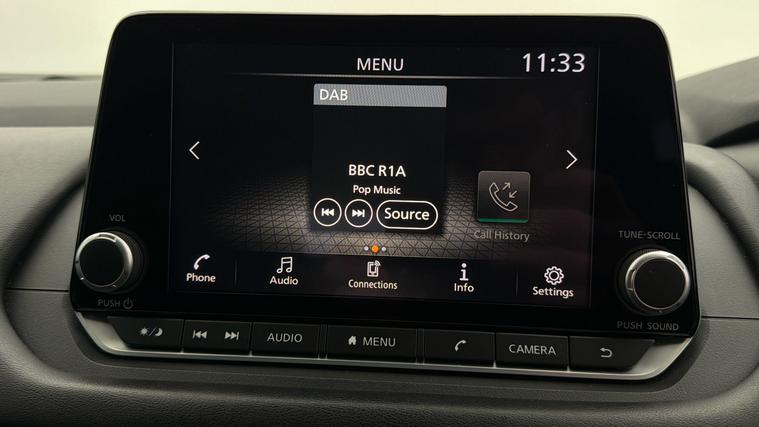 MENU
11:33
DAB
BBC R1A
Pop Music
Source
Call History
Phone
Audio
Connections
Info
Settings
VOL
PUSH
TUNE·SCROLL
PUSH SOUND
AUDIO
MENU
CAMERA